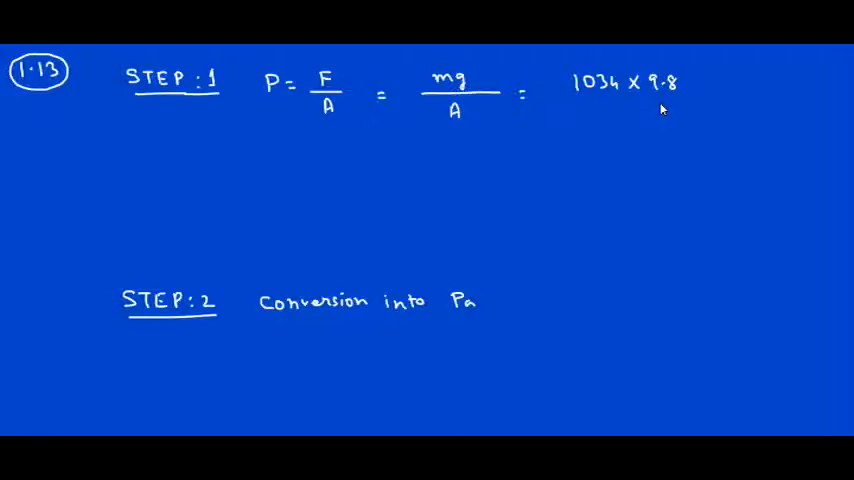 1.13 STEP:1 P = F/A = mg/A = 1034 × 9.8
STEP:2 Conversion into Pa